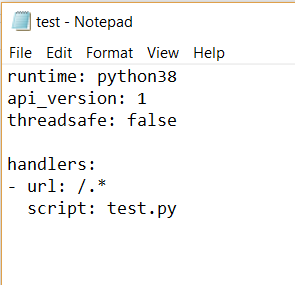 test - Notepad
File Edit Format View Help
runtime: python38
api_version: 1
threadsafe: false

handlers:
- url: /.*
  script: test.py